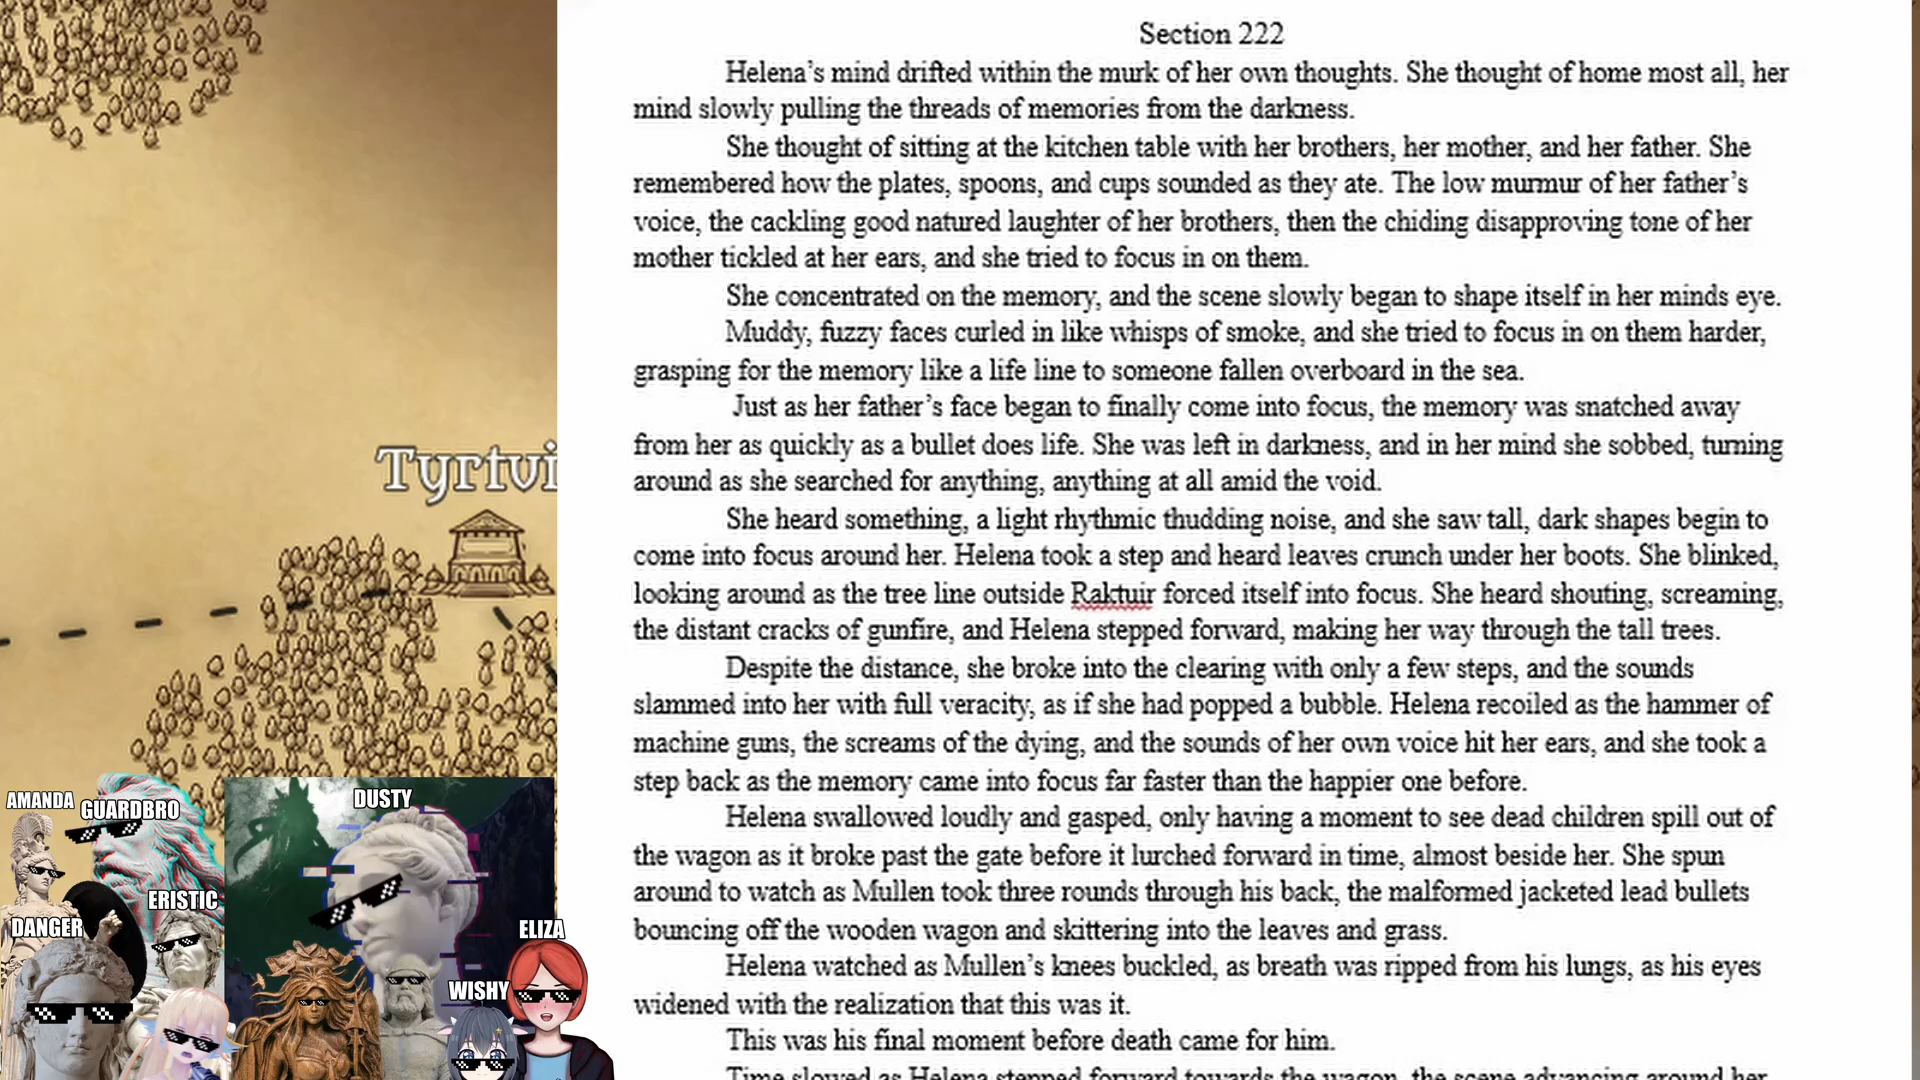 Section 222
Helena’s mind drifted within the murk of her own thoughts. She thought of home most all, her
mind slowly pulling the threads of memories from the darkness.
She thought of sitting at the kitchen table with her brothers, her mother, and her father. She
remembered how the plates, spoons, and cups sounded as they ate. The low murmur of her father’s
voice, the cackling good natured laughter of her brothers, then the chiding disapproving tone of her
mother tickled at her ears, and she tried to focus in on them.
She concentrated on the memory, and the scene slowly began to shape itself in her minds eye.
Muddy, fuzzy faces curled in like whisps of smoke, and she tried to focus in on them harder,
grasping for the memory like a life line to someone fallen overboard in the sea.
Just as her father’s face began to finally come into focus, the memory was snatched away
from her as quickly as a bullet does life. She was left in darkness, and in her mind she sobbed, turning
around as she searched for anything, anything at all amid the void.
She heard something, a light rhythmic thudding noise, and she saw tall, dark shapes begin to
come into focus around her. Helena took a step and heard leaves crunch under her boots. She blinked,
looking around as the tree line outside Raktuir forced itself into focus. She heard shouting, screaming,
the distant cracks of gunfire, and Helena stepped forward, making her way through the tall trees.
Despite the distance, she broke into the clearing with only a few steps, and the sounds
slammed into her with full veracity, as if she had popped a bubble. Helena recoiled as the hammer of
machine guns, the screams of the dying, and the sounds of her own voice hit her ears, and she took a
step back as the memory came into focus far faster than the happier one before.
Helena swallowed loudly and gasped, only having a moment to see dead children spill out of
the wagon as it broke past the gate before it lurched forward in time, almost beside her. She spun
around to watch as Mullen took three rounds through his back, the malformed jacketed lead bullets
bouncing off the wooden wagon and skittering into the leaves and grass.
Helena watched as Mullen’s knees buckled, as breath was ripped from his lungs, as his eyes
widened with the realization that this was it.
This was his final moment before death came for him.
Time slowed as Helena stepped forward towards the wagon, the scene advancing around her
Tyrtvi
AMANDA
GUARDBRO
DUSTY
ERISTIC
DANGER
ELIZA
WISHY